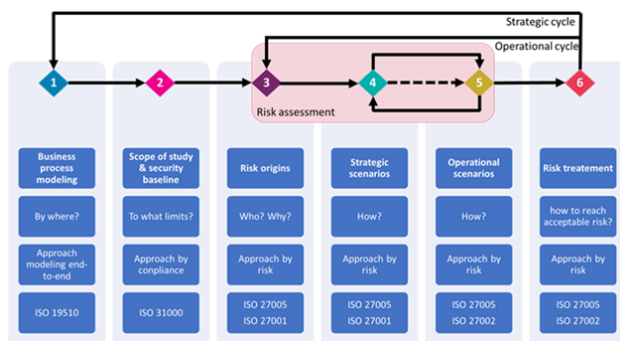 Strategic cycle
Operational cycle
1
2
3
4
5
6
Risk assessment
Business
process
modeling
Scope of study
& security
baseline
Risk origins
Strategic
scenarios
Operational
scenarios
Risk treatement
By where?
To what limits?
Who? Why?
How?
How?
how to reach
acceptable risk?
Approach
modeling end-
to-end
Approach by
conpliance
Approach by
risk
Approach by
risk
Approach by
risk
Approach by
risk
ISO 19510
ISO 31000
ISO 27005
ISO 27001
ISO 27005
ISO 27001
ISO 27005
ISO 27002
ISO 27005
ISO 27002